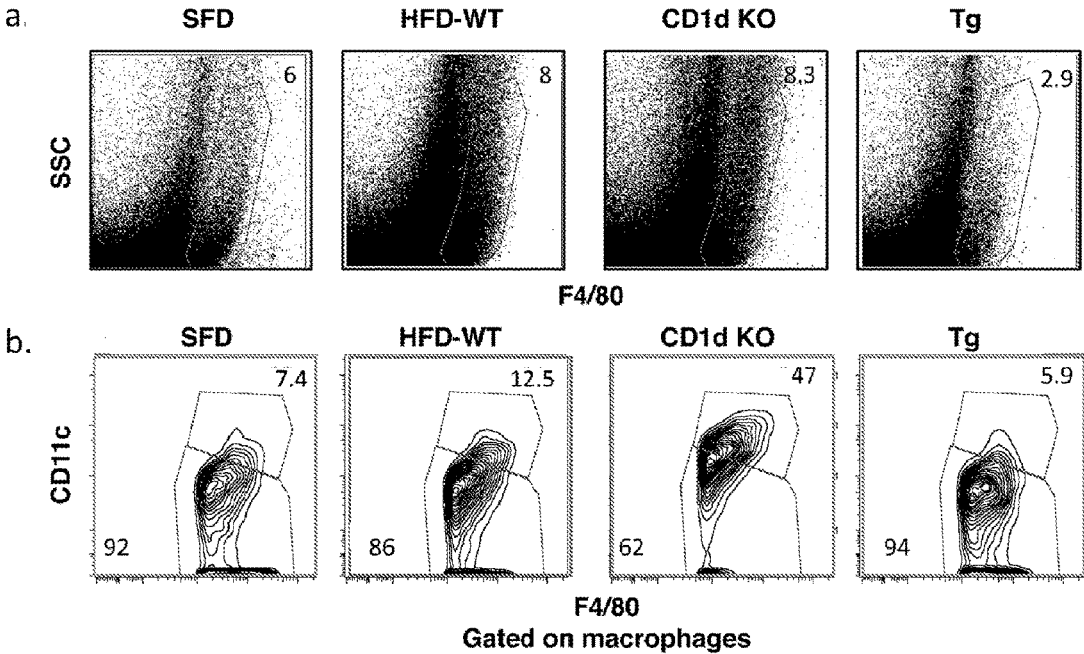 a. SFD HFD-WT CD1d KO Tg
6 8 8.3 2.9
SSC
F4/80
b. SFD HFD-WT CD1d KO Tg
7.4 12.5 47 5.9
CD11c
92 86 62 94
F4/80
Gated on macrophages